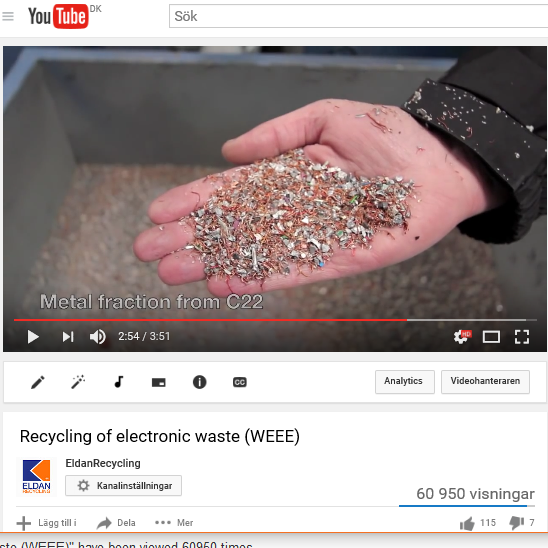 YouTube DK
Sök
Metal fraction from C22
2:54 / 3:51
HD
CC
Analytics
Videohanteraren
Recycling of electronic waste (WEEE)
EldanRecycling
ELDAN
RECYCLING
Kanalinställningar
60 950 visningar
Lägg till i
Dela
Mer
115
7
ste (WEEE)" have been viewed 60950 times